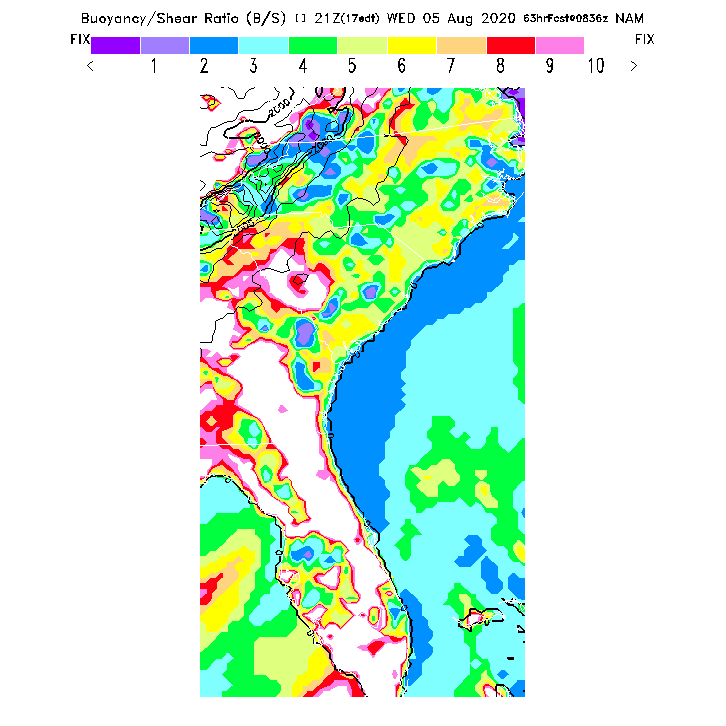 Buoyancy/Shear Ratio (B/S) [] 21Z(17edt) WED 05 Aug 2020 63hrFcst@0836z NAM
FIX FIX
< 1 2 3 4 5 6 7 8 9 10 >
2000